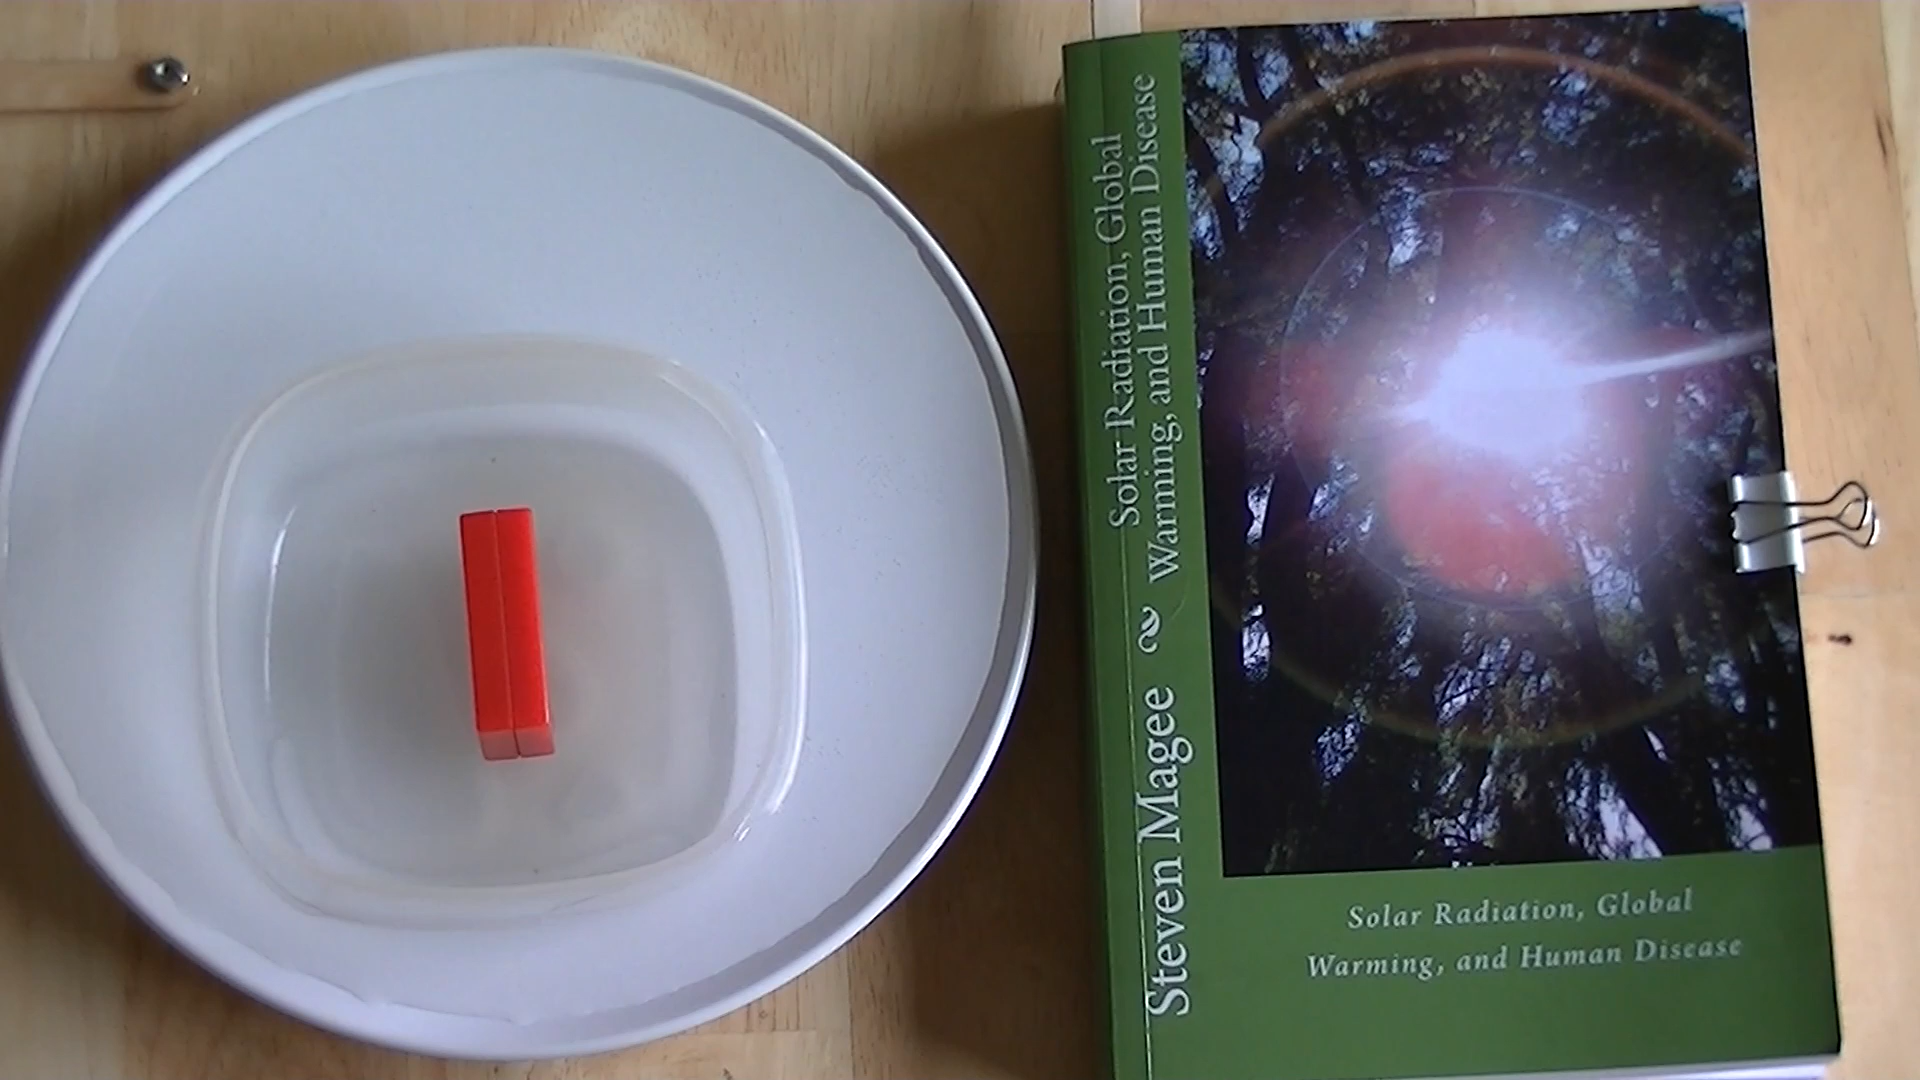 Solar Radiation, Global
Warming, and Human Disease
Steven Magee
Solar Radiation, Global
Warming, and Human Disease